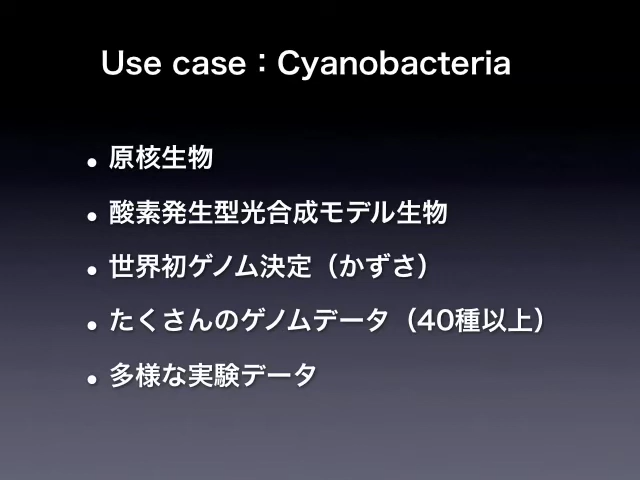 Use case：Cyanobacteria
• 原核生物
• 酸素発生型光合成モデル生物
• 世界初ゲノム決定（かずさ）
• たくさんのゲノムデータ（40種以上）
• 多様な実験データ